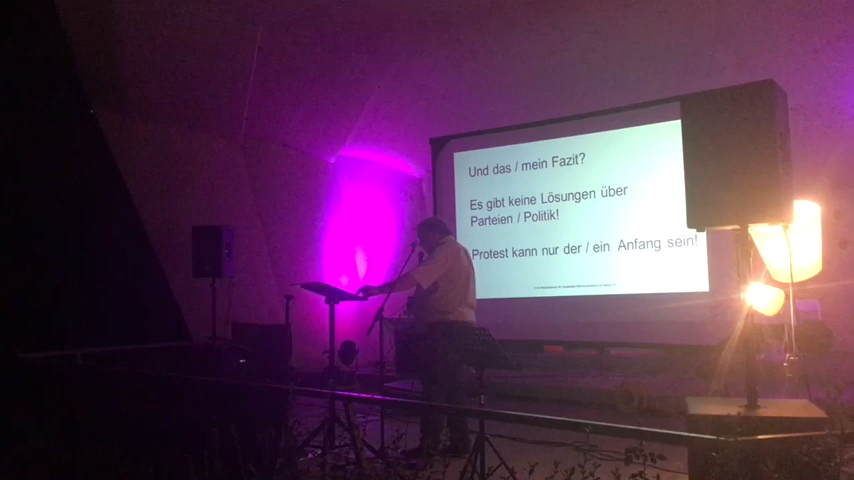 Und das / mein Fazit?
Es gibt keine Lösungen über
Parteien / Politik!
Protest kann nur der / ein Anfang sein!